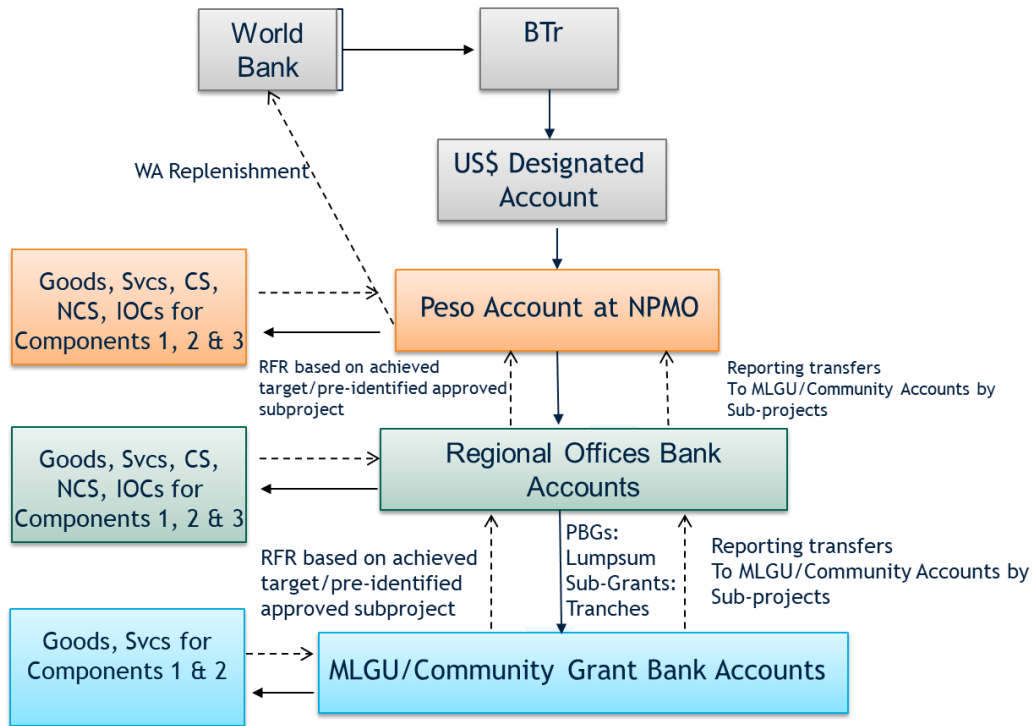 World
Bank
BTr
WA Replenishment
US$ Designated
Account
Goods, Svcs, CS,
NCS, IOCs for
Components 1, 2 & 3
Peso Account at NPMO
RFR based on achieved
target/pre-identified approved
subproject
Reporting transfers
To MLGU/Community Accounts by
Sub-projects
Goods, Svcs, CS,
NCS, IOCs for
Components 1, 2 & 3
Regional Offices Bank
Accounts
RFR based on achieved
target/pre-identified
approved subproject
PBGs:
Lumpsum
Sub-Grants:
Tranches
Reporting transfers
To MLGU/Community Accounts by
Sub-projects
Goods, Svcs for
Components 1 & 2
MLGU/Community Grant Bank Accounts